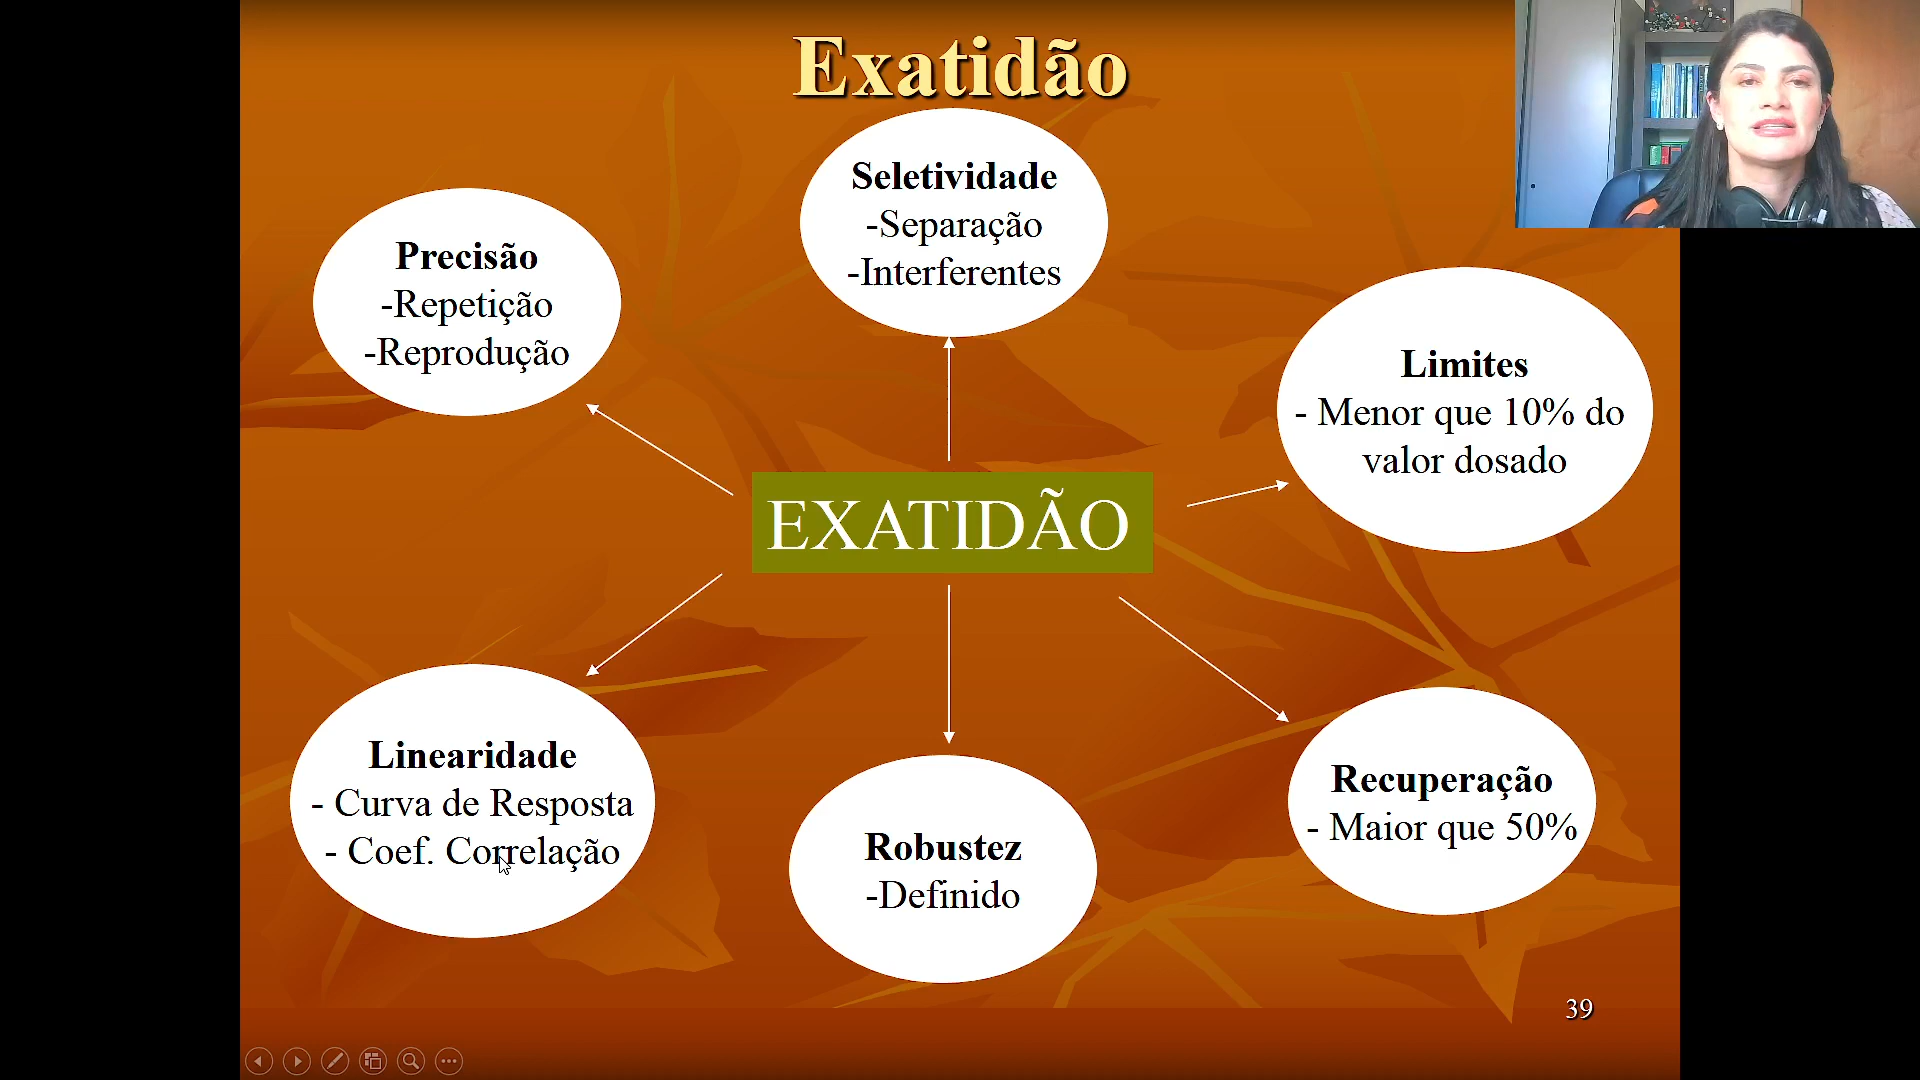 Exatidão
Seletividade
-Separação
-Interferentes
Precisão
-Repetição
-Reprodução
Limites
- Menor que 10% do
valor dosado
EXATIDÃO
Linearidade
- Curva de Resposta
- Coef. Correlação
Robustez
-Definido
Recuperação
- Maior que 50%
39